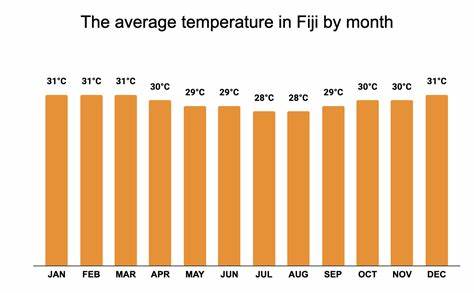 The average temperature in Fiji by month
31°C 31°C 31°C 30°C 29°C 29°C 28°C 28°C 29°C 30°C 30°C 31°C
JAN FEB MAR APR MAY JUN JUL AUG SEP OCT NOV DEC